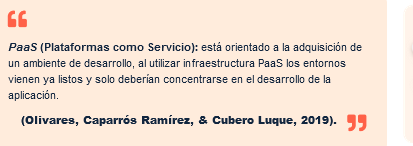 PaaS (Plataformas como Servicio): está orientado a la adquisición de
un ambiente de desarrollo, al utilizar infraestructura PaaS los entornos
vienen ya listos y solo deberían concentrarse en el desarrollo de la
aplicación.
(Olivares, Caparrós Ramírez, & Cubero Luque, 2019).